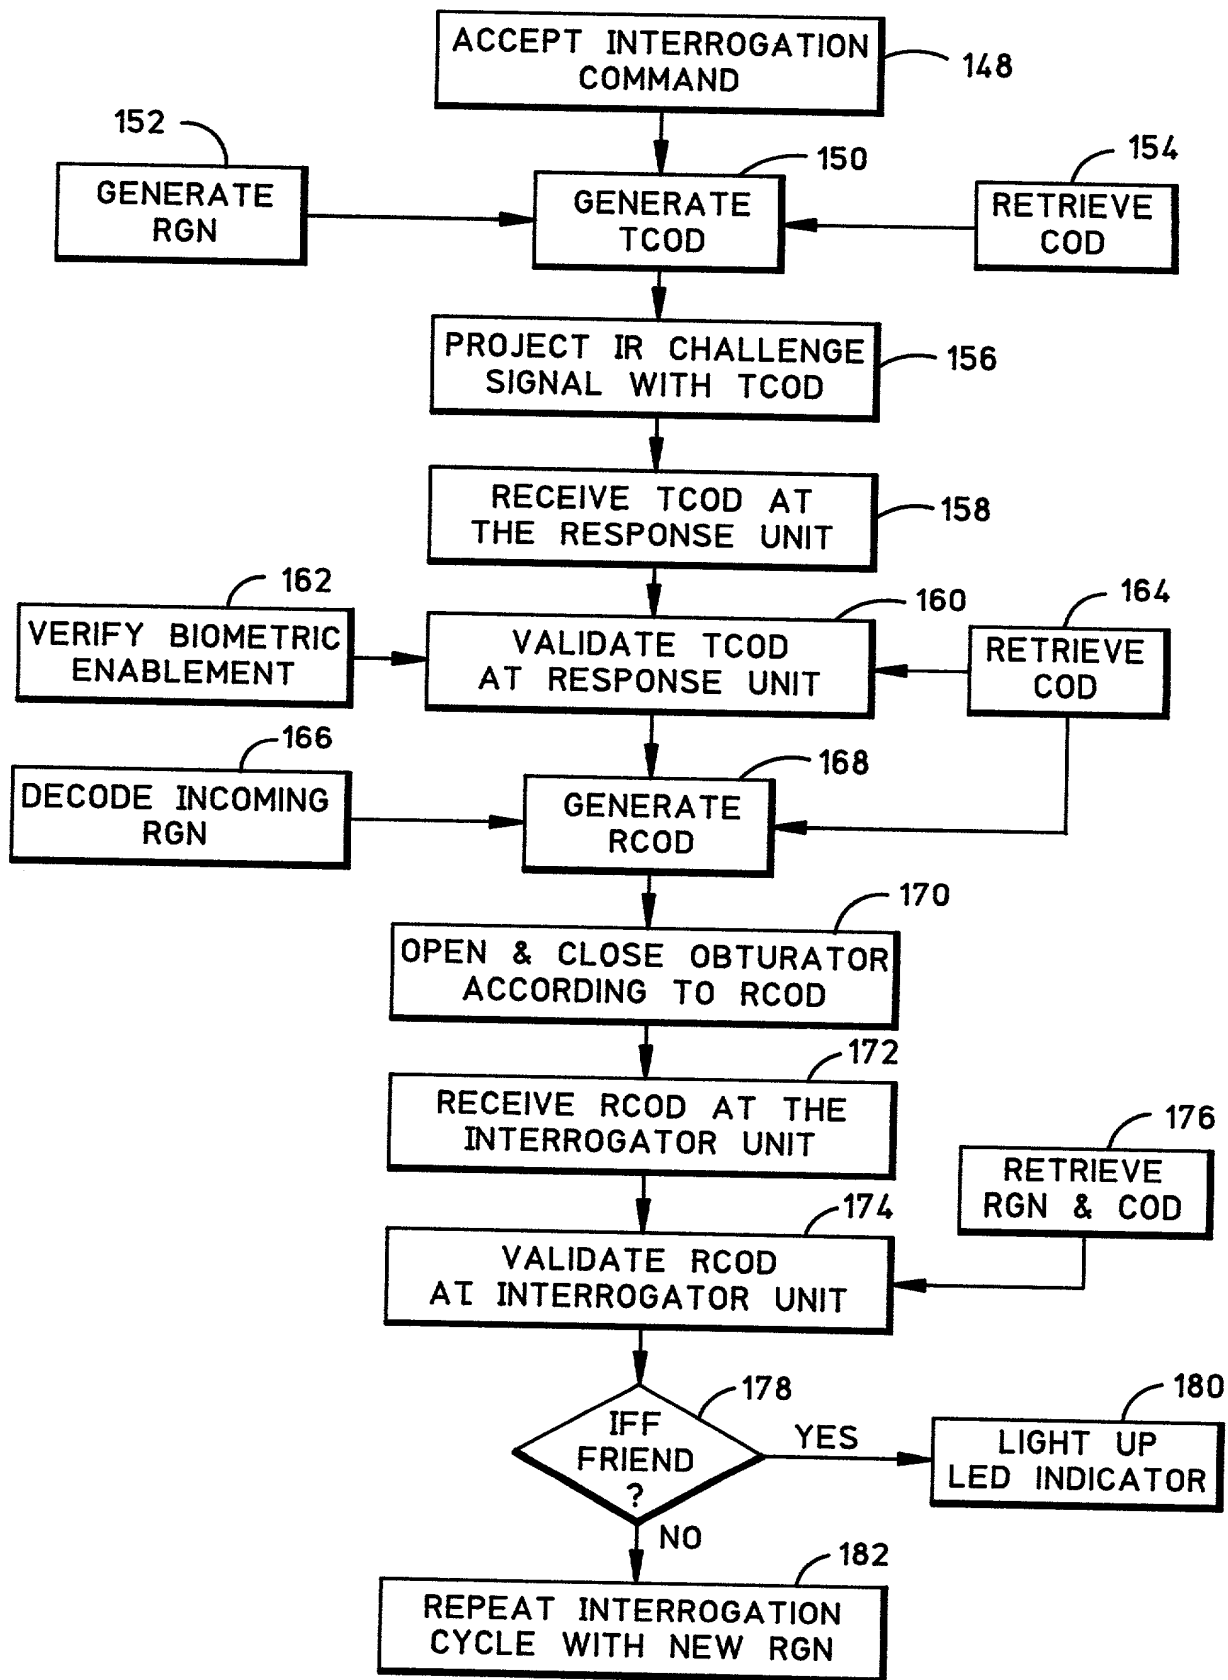 ACCEPT INTERROGATION
COMMAND
148
152
150
154
GENERATE
RGN
GENERATE
TCOD
RETRIEVE
COD
PROJECT IR CHALLENGE
SIGNAL WITH TCOD
156
RECEIVE TCOD AT
THE RESPONSE UNIT
158
162
160
164
VERIFY BIOMETRIC
ENABLEMENT
VALIDATE TCOD
AT RESPONSE UNIT
RETRIEVE
COD
166
168
DECODE INCOMING
RGN
GENERATE
RCOD
170
OPEN & CLOSE OBTURATOR
ACCORDING TO RCOD
172
RECEIVE RCOD AT THE
INTERROGATOR UNIT
176
RETRIEVE
RGN & COD
174
VALIDATE RCOD
AT INTERROGATOR UNIT
178
180
IFF
FRIEND
?
YES
LIGHT UP
LED INDICATOR
NO
182
REPEAT INTERROGATION
CYCLE WITH NEW RGN